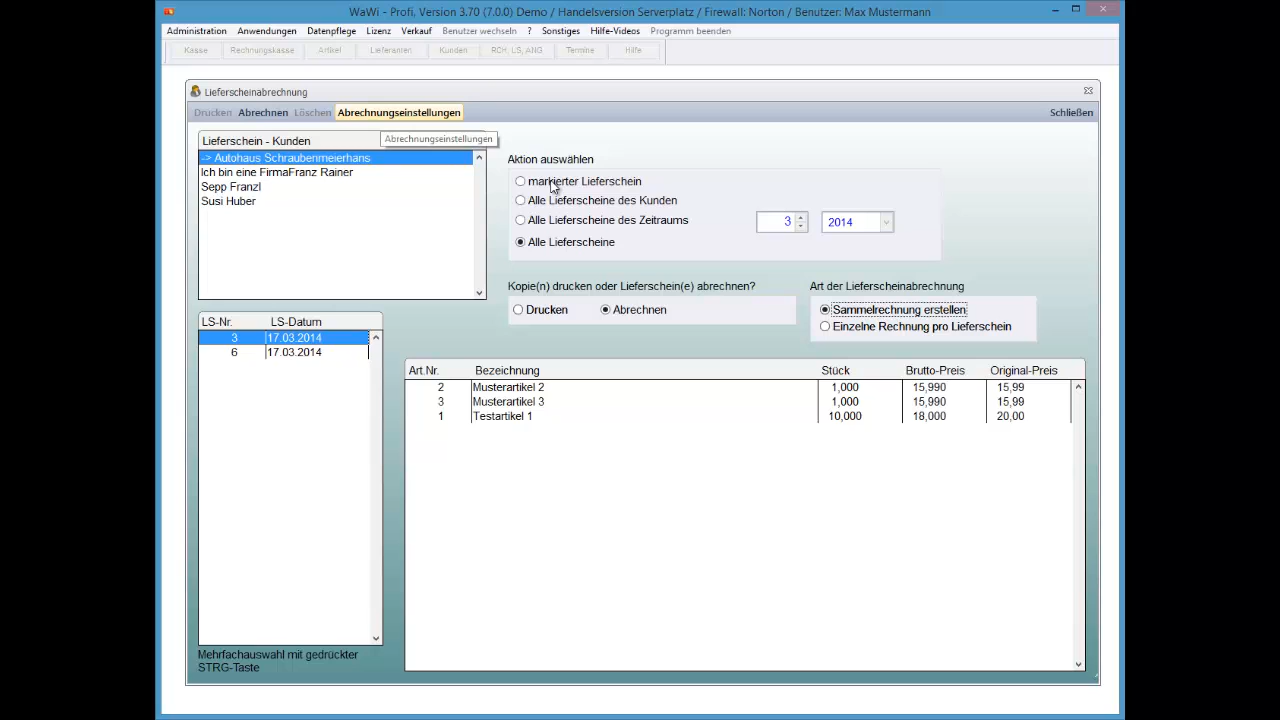 WaWi - Profi, Version 3.70 (7.0.0) Demo / Handelsversion Serverplatz / Firewall: Norton / Benutzer: Max Mustermann
Administration Anwendungen Datenpflege Lizenz Verkauf Benutzer wechseln ? Sonstiges Hilfe-Videos Programm beenden
Kasse Rechnungskasse Artikel Lieferanten Kunden RCH, LS, ANG Termine Hilfe
Lieferscheinabrechnung
Drucken Abrechnen Löschen Abrechnungseinstellungen Schließen
Abrechnungseinstellungen
Lieferschein - Kunden
-> Autohaus Schraubenmeierhans
Ich bin eine FirmaFranz Rainer
Sepp Franzl
Susi Huber
Aktion auswählen
markierter Lieferschein
Alle Lieferscheine des Kunden
Alle Lieferscheine des Zeitraums 3 2014
Alle Lieferscheine
Kopie(n) drucken oder Lieferschein(e) abrechnen?
Drucken Abrechnen
Art der Lieferscheinabrechnung
Sammelrechnung erstellen
Einzelne Rechnung pro Lieferschein
LS-Nr. LS-Datum
3 17.03.2014
6 17.03.2014
Mehrfachauswahl mit gedrückter
STRG-Taste
Art.Nr. Bezeichnung Stück Brutto-Preis Original-Preis
2 Musterartikel 2 1,000 15,990 15,99
3 Musterartikel 3 1,000 15,990 15,99
1 Testartikel 1 10,000 18,000 20,00